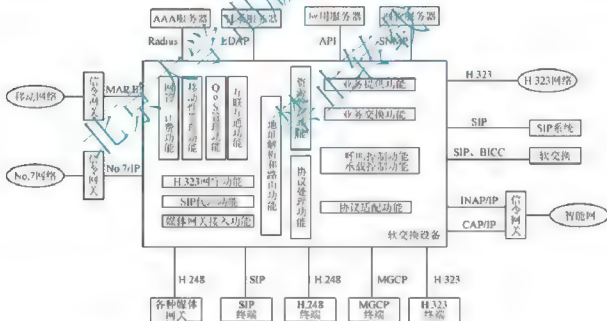 AAA服务器
Radius
API
SNMP
移动网络
信令网关
MAP/IP
No.7网络
信令网关
No.7/IP
计费功能
QoS管理功能
互联互通功能
地址解析和路由功能
协议处理功能
业务提供功能
业务交换功能
呼叫控制功能
承载控制功能
协议适配功能
H.323网守功能
SIP代理功能
媒体网关接入功能
软交换设备
H.323
H.323网络
SIP
SIP系统
SIP、BICC
软交换
INAP/IP
CAP/IP
信令网关
智能网
H.248
SIP
H.248
MGCP
H.323
各种媒体网关
SIP终端
H.248终端
MGCP终端
H.323终端